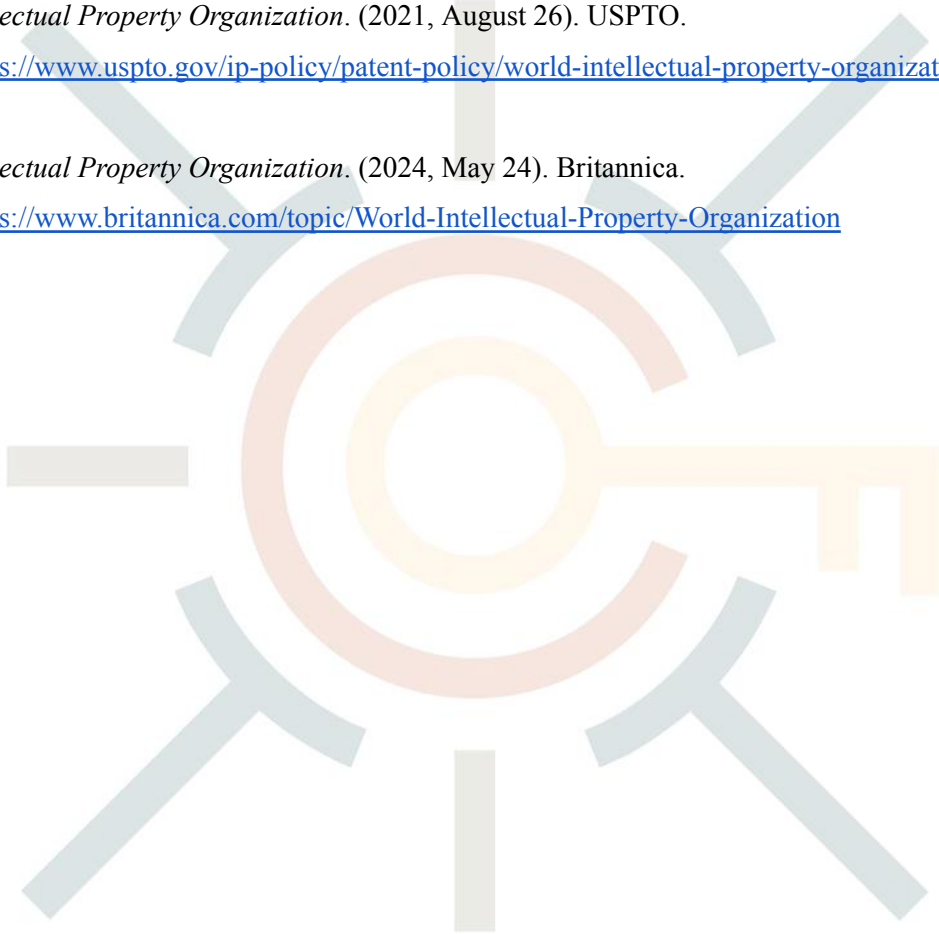 ectual Property Organization. (2021, August 26). USPTO.
s://www.uspto.gov/ip-policy/patent-policy/world-intellectual-property-organizat
ectual Property Organization. (2024, May 24). Britannica.
s://www.britannica.com/topic/World-Intellectual-Property-Organization